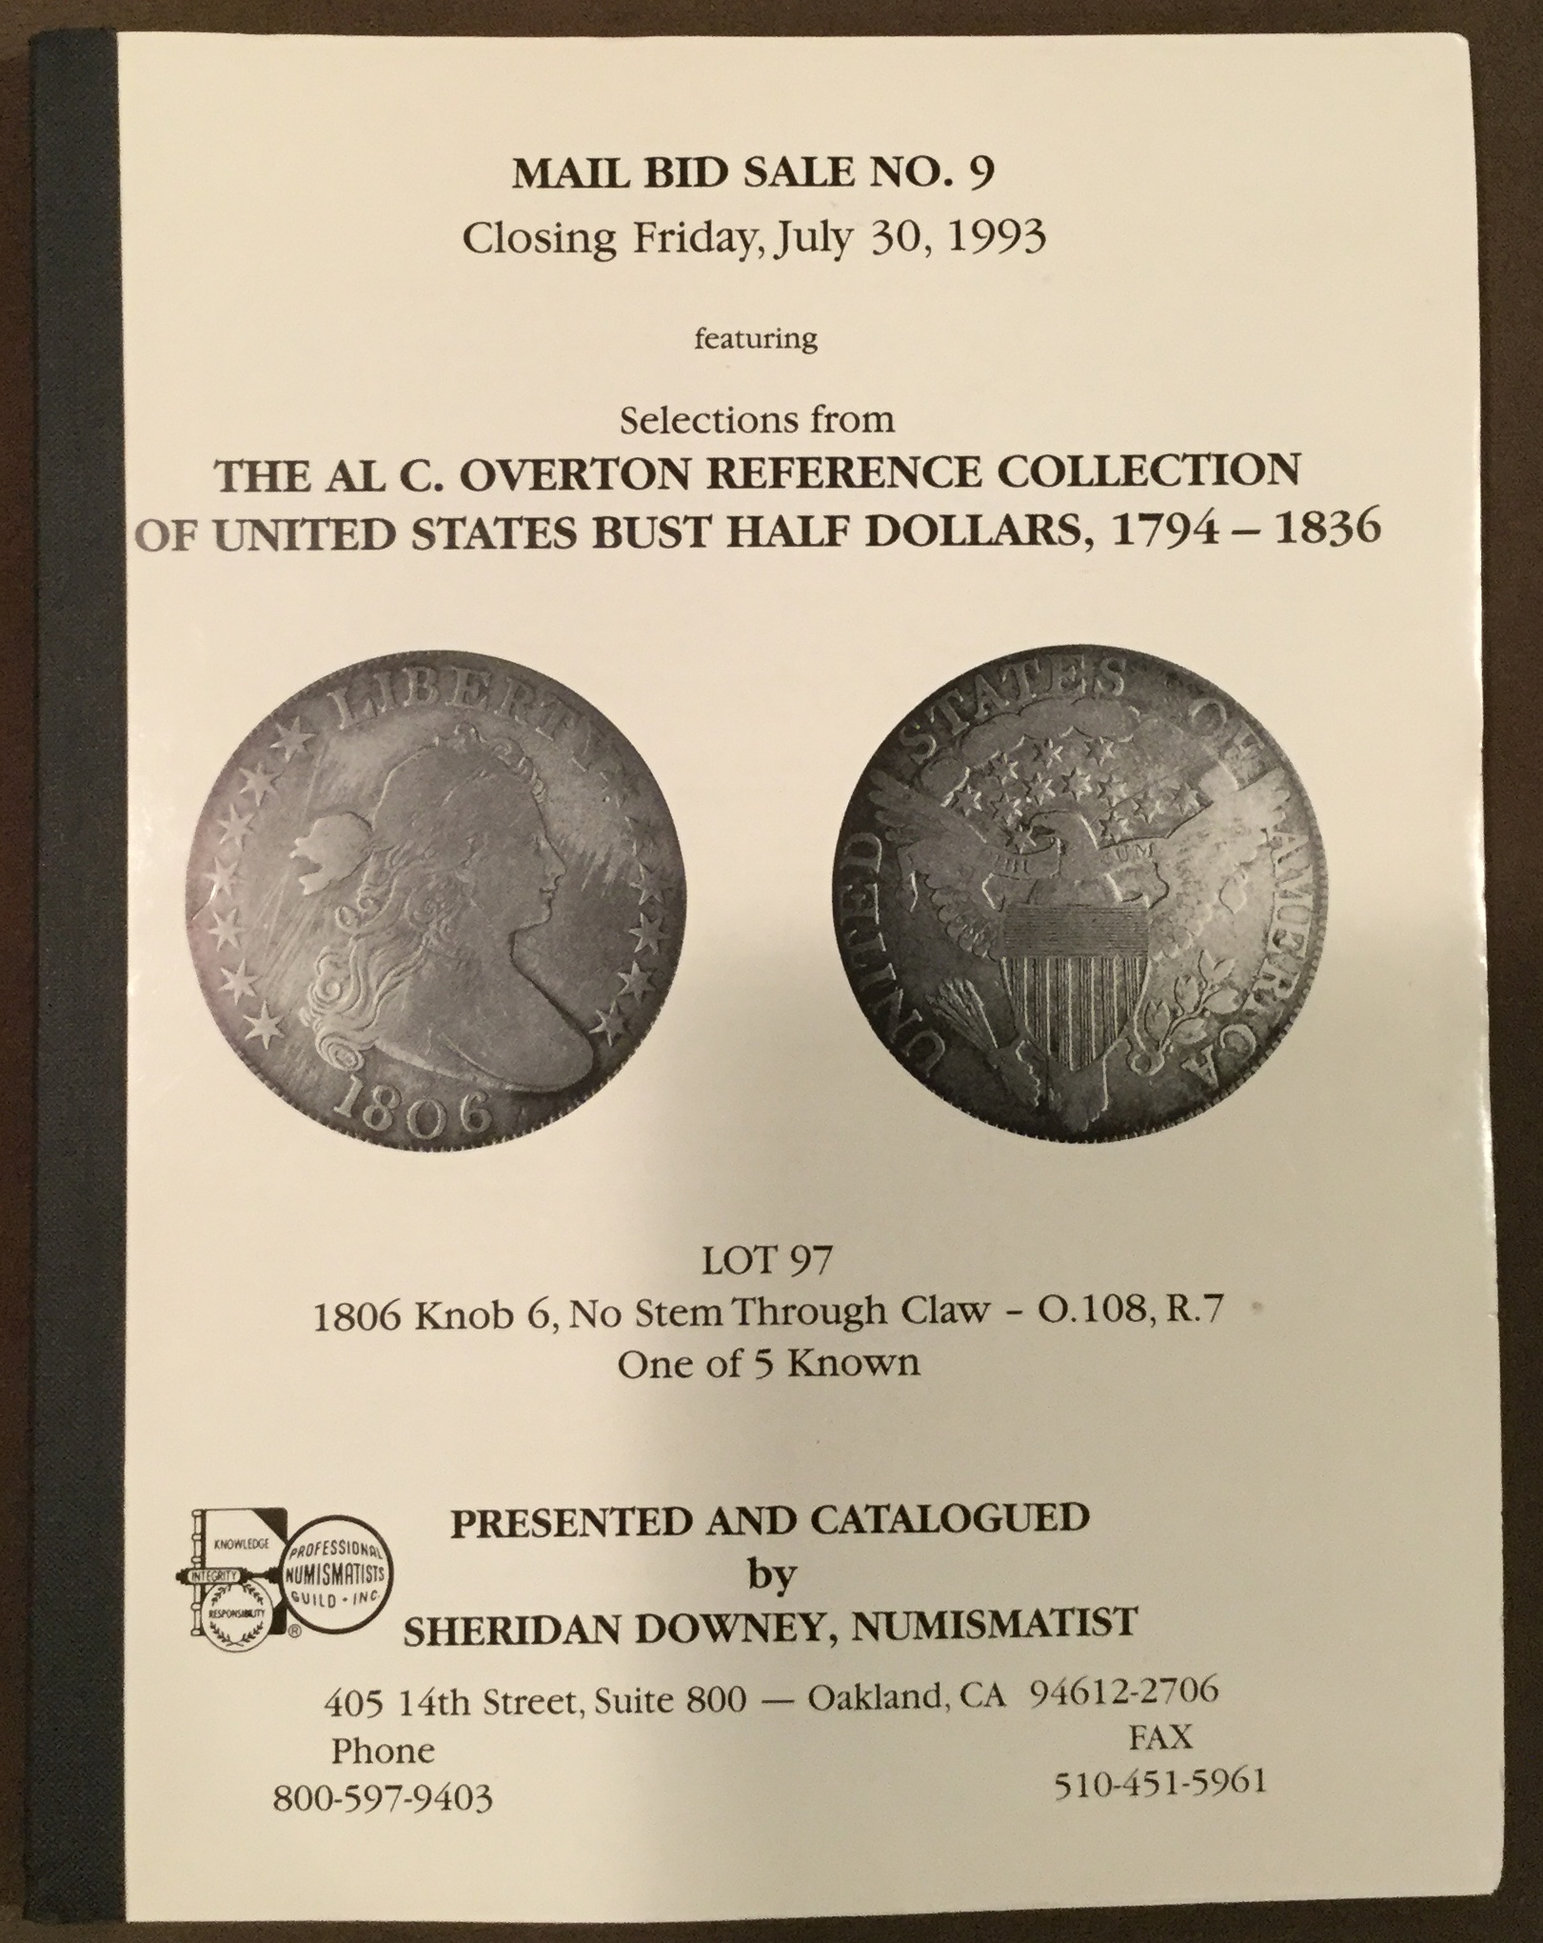 MAIL BID SALE NO. 9
Closing Friday, July 30, 1993
featuring
Selections from
THE AL C. OVERTON REFERENCE COLLECTION
OF UNITED STATES BUST HALF DOLLARS, 1794 – 1836
LIBERTY
1806
UNITED STATES OF AMERICA
UM
LOT 97
1806 Knob 6, No Stem Through Claw – O.108, R.7
One of 5 Known
KNOWLEDGE
INTEGRITY
RESPONSIBILITY
®
PROFESSIONAL
NUMISMATISTS
GUILD - INC.
PRESENTED AND CATALOGUED
by
SHERIDAN DOWNEY, NUMISMATIST
405 14th Street, Suite 800 — Oakland, CA 94612-2706
Phone
800-597-9403
FAX
510-451-5961